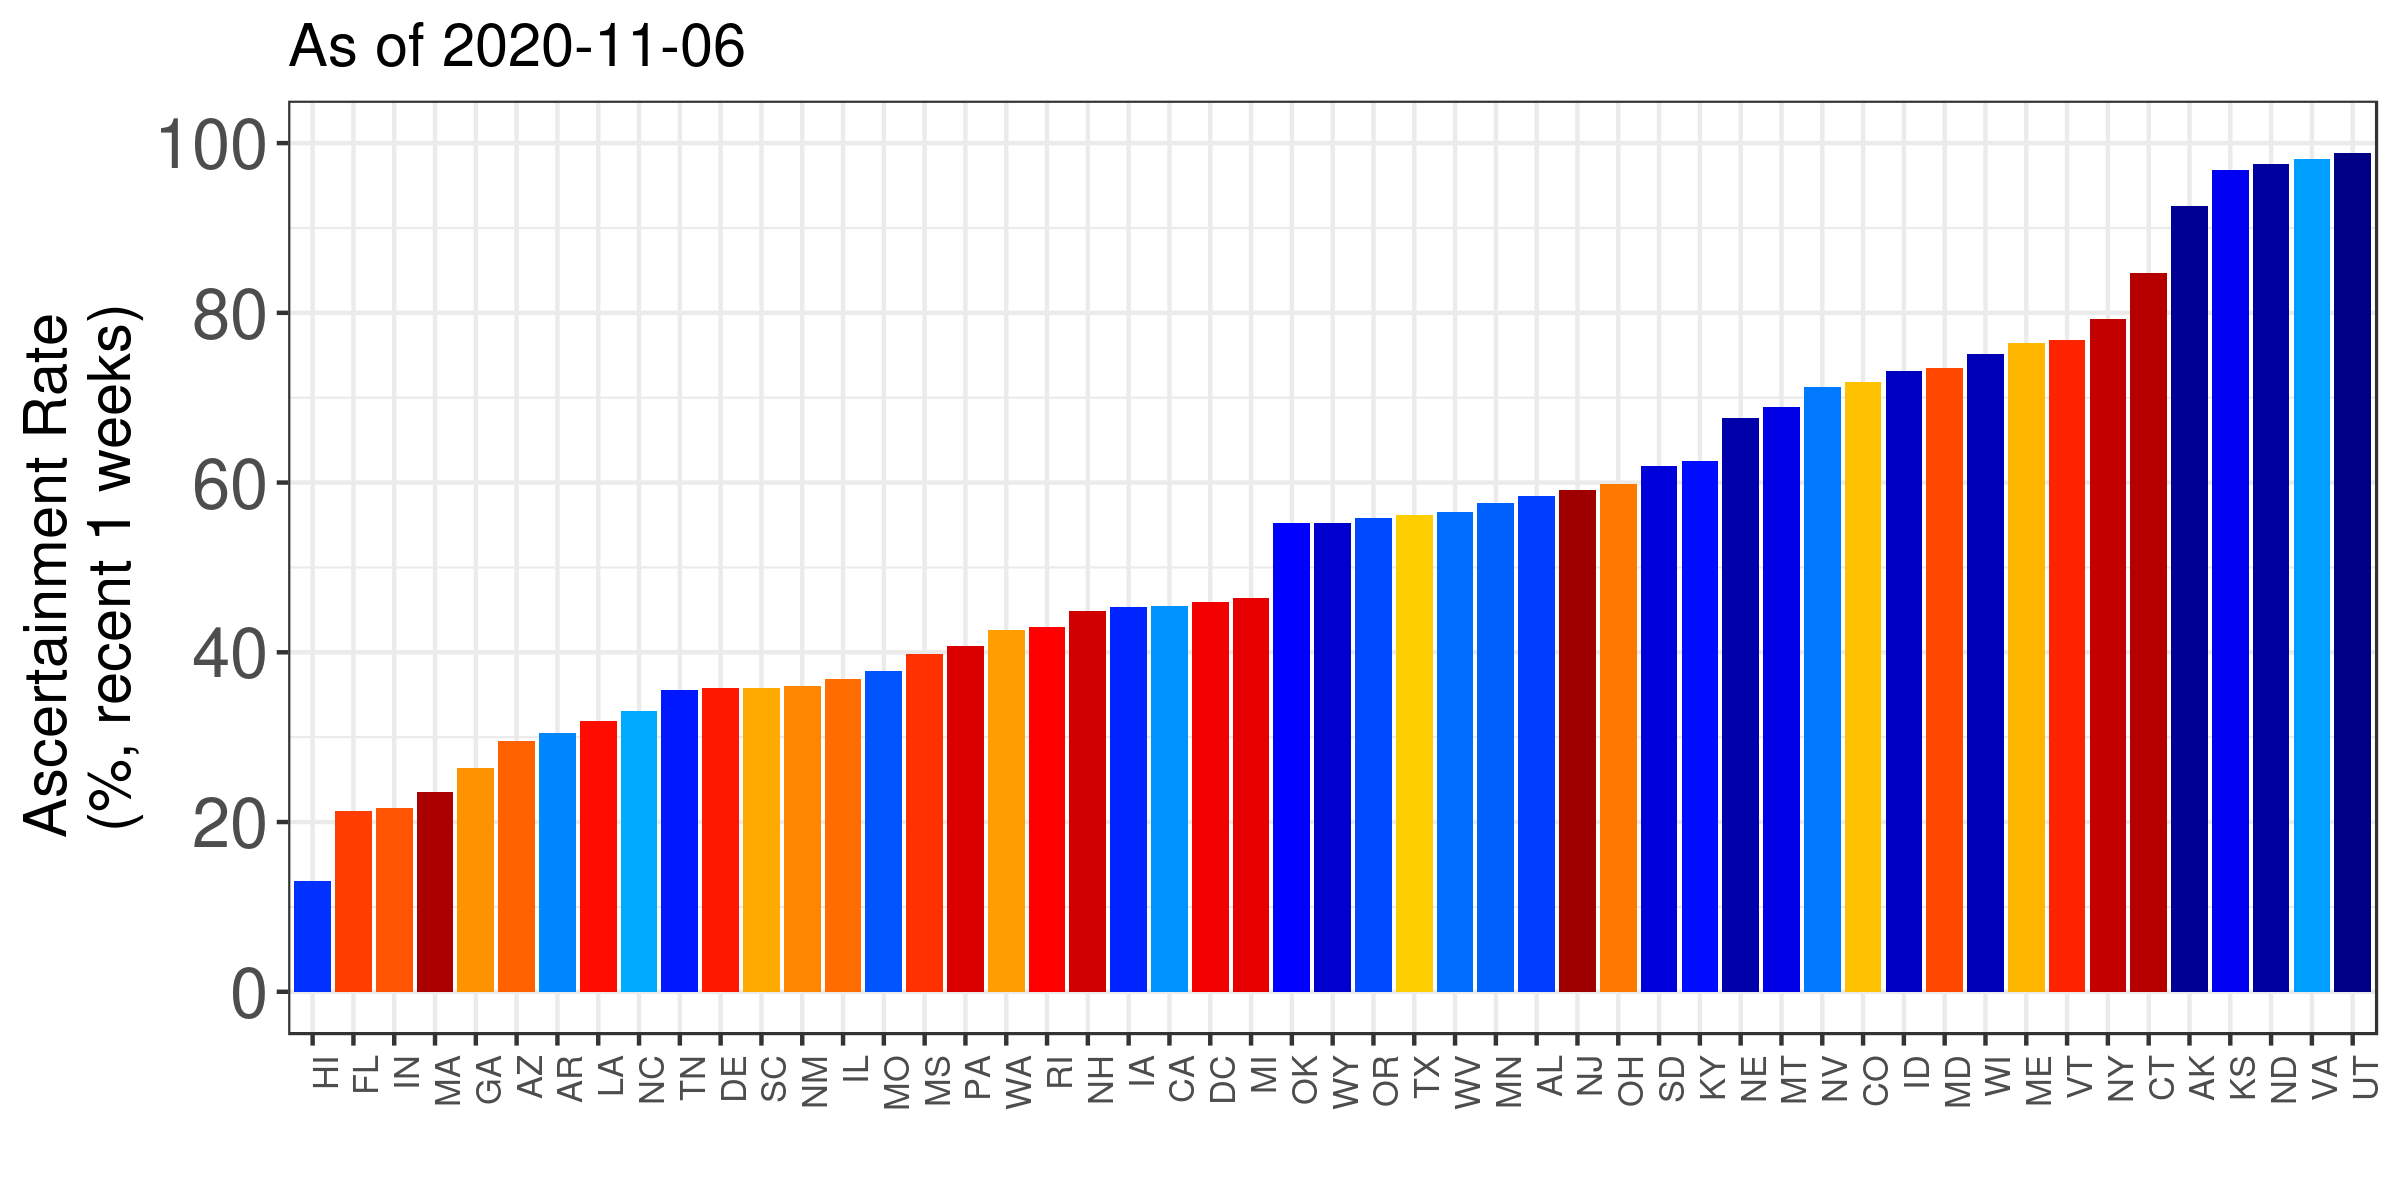 As of 2020-11-06
Ascertainment Rate
(%, recent 1 weeks)
100
80
60
40
20
0
HI FL IN MA GA AZ AR LA NC TN DE SC NM IL MO MS PA WA RI NH IA CA DC MI OK WY OR TX WV MN AL NJ OH SD KY NE MT NV CO ID MD WI ME VT NY CT AK KS ND VA UT